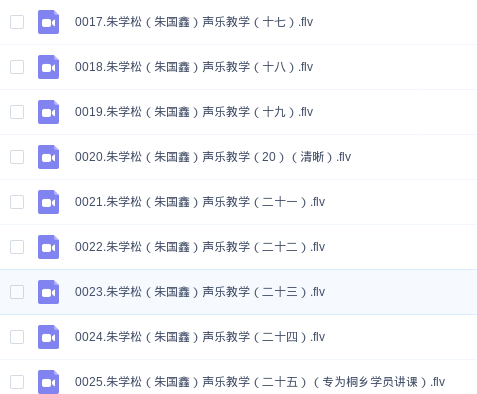 0017.朱学松（朱国鑫）声乐教学（十七）.flv
0018.朱学松（朱国鑫）声乐教学（十八）.flv
0019.朱学松（朱国鑫）声乐教学（十九）.flv
0020.朱学松（朱国鑫）声乐教学（20）（清晰）.flv
0021.朱学松（朱国鑫）声乐教学（二十一）.flv
0022.朱学松（朱国鑫）声乐教学（二十二）.flv
0023.朱学松（朱国鑫）声乐教学（二十三）.flv
0024.朱学松（朱国鑫）声乐教学（二十四）.flv
0025.朱学松（朱国鑫）声乐教学（二十五）（专为桐乡学员讲课）.flv